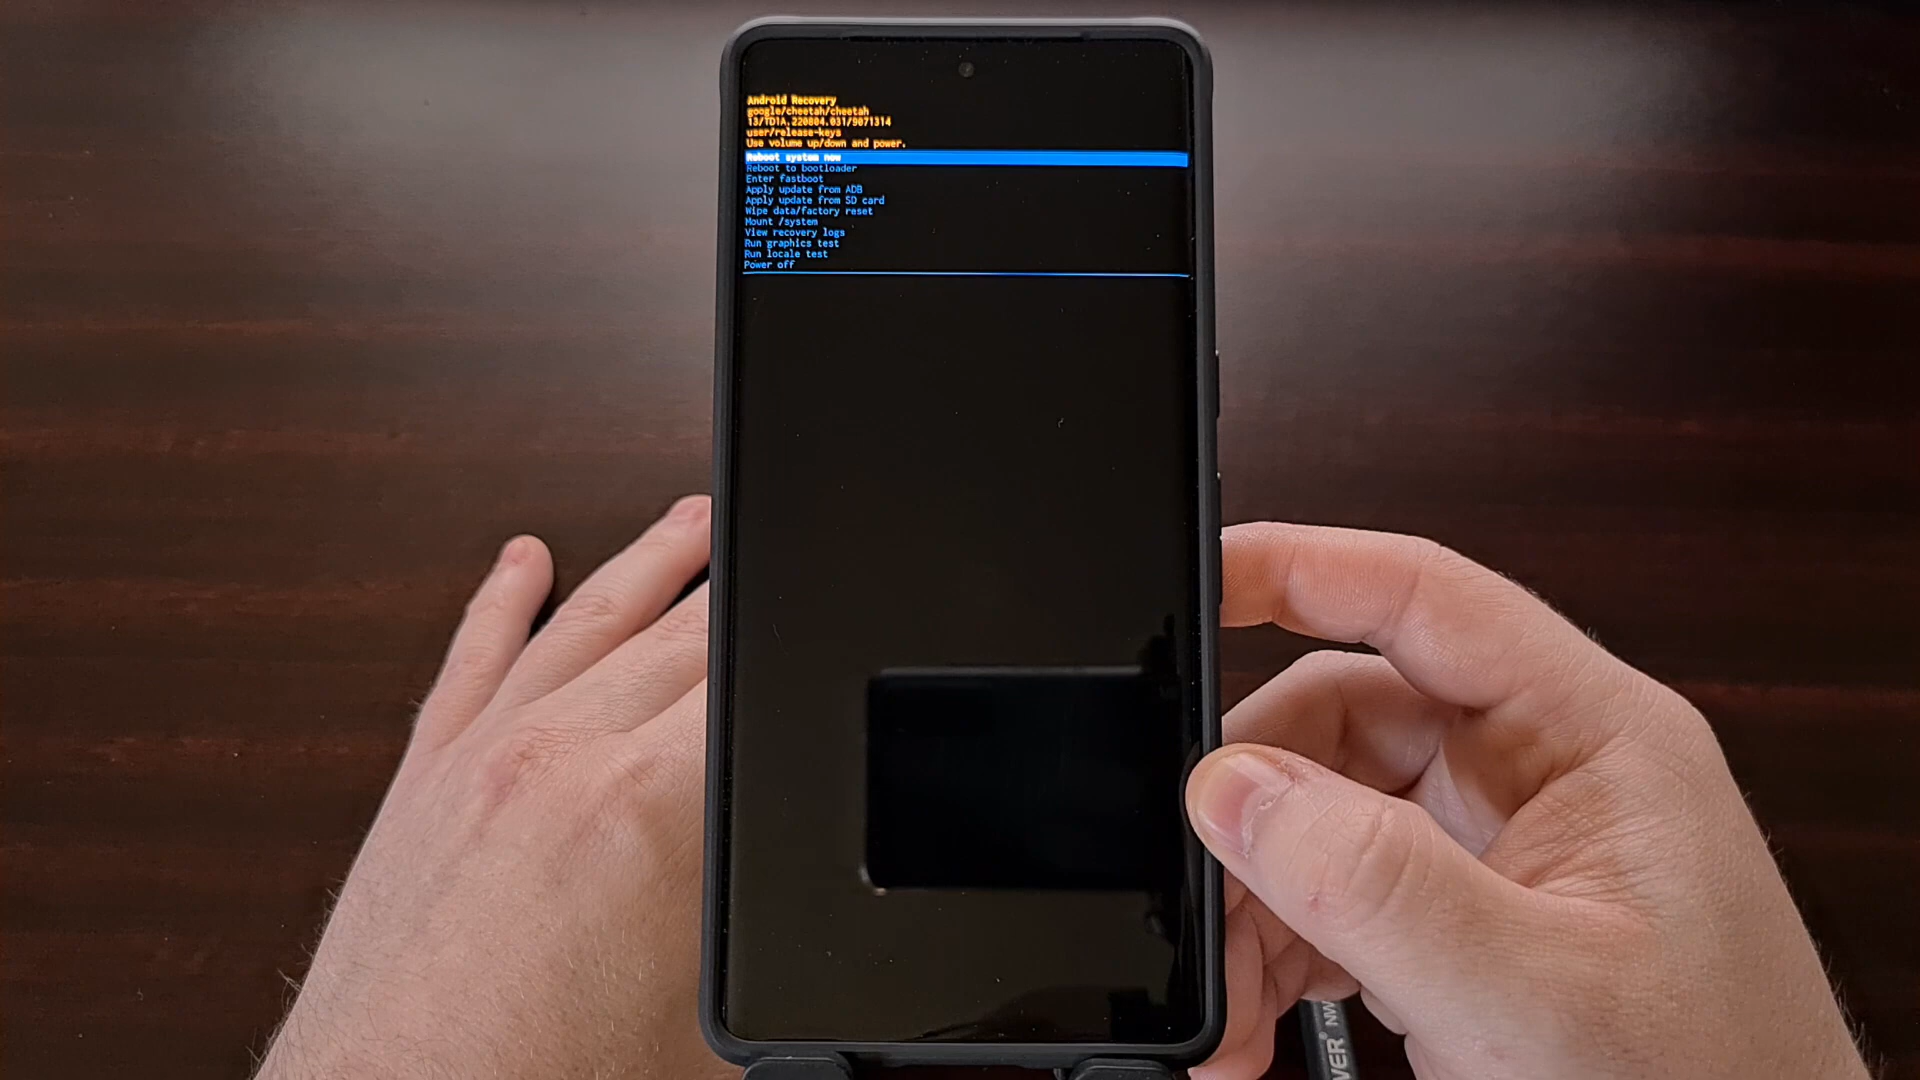 Android Recovery
google/cheetah/cheetah
13/TD1A.220804.031/9071314
user/release-keys
Use volume up/down and power.
Reboot system now
Reboot to bootloader
Enter fastboot
Apply update from ADB
Apply update from SD card
Wipe data/factory reset
Mount /system
View recovery logs
Run graphics test
Run locale test
Power off